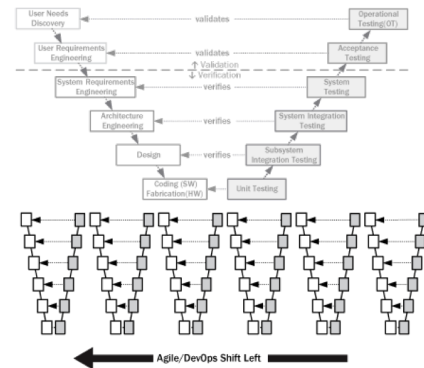 User Needs
Discovery
validates
Operational
Testing(OT)
User Requirements
Engineering
validates
Acceptance
Testing
Validation
Verification
System Requirements
Engineering
verifies
System
Testing
Architecture
Engineering
verifies
System Integration
Testing
Design
verifies
Subsystem
Integration Testing
Coding (SW)
Fabrication(HW)
Unit Testing
Agile/DevOps Shift Left